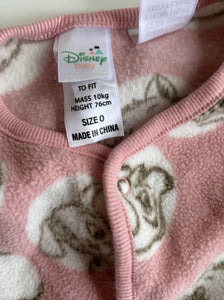 Disney
baby
TO FIT
MASS 10kg
HEIGHT 76cm
SIZE 0
MADE IN CHINA